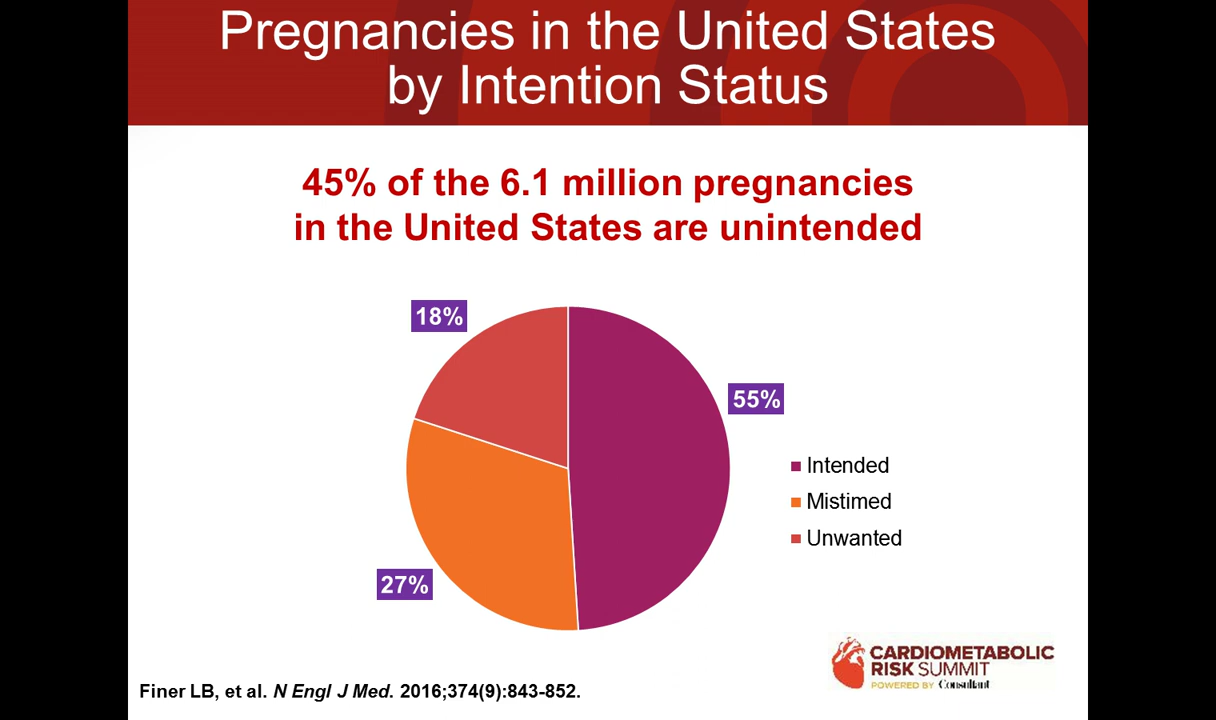 Pregnancies in the United States
by Intention Status
45% of the 6.1 million pregnancies
in the United States are unintended
18%
55%
27%
Intended
Mistimed
Unwanted
CARDIOMETABOLIC
RISK SUMMIT
POWERED BY Consultant
Finer LB, et al. N Engl J Med. 2016;374(9):843-852.